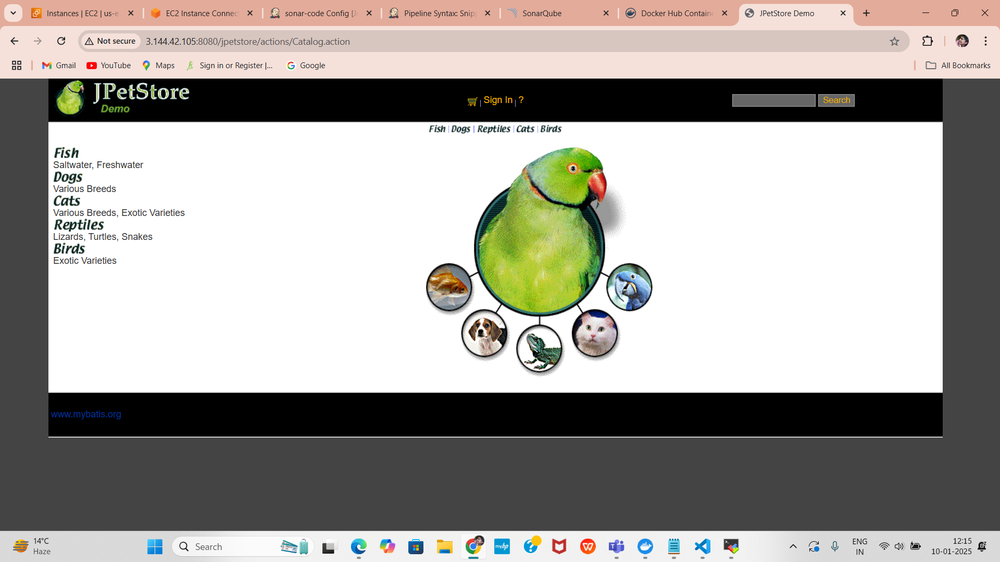 Instances | EC2 | us-e
EC2 Instance Connec
sonar-code Config [J
Pipeline Syntax: Snip
SonarQube
Docker Hub Containe
JPetStore Demo
Not secure
3.144.42.105:8080/jpetstore/actions/Catalog.action
Gmail
YouTube
Maps
Sign in or Register |...
Google
All Bookmarks
JPetStore
Demo
Sign In
?
Search
Fish | Dogs | Reptiles | Cats | Birds
Fish
Saltwater, Freshwater
Dogs
Various Breeds
Cats
Various Breeds, Exotic Varieties
Reptiles
Lizards, Turtles, Snakes
Birds
Exotic Varieties
www.mybatis.org
14°C
Haze
Search
myhp
ENG
IN
12:15
10-01-2025